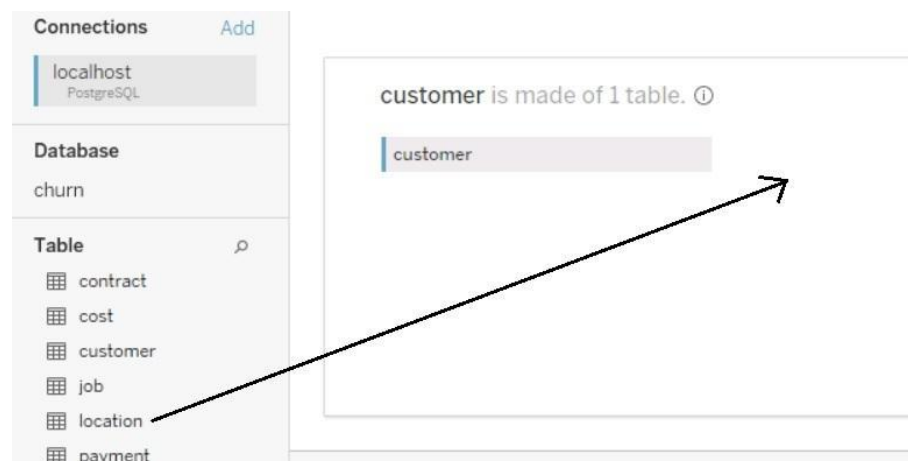 Connections Add
localhost
PostgreSQL
Database
churn
Table
contract
cost
customer
job
location
payment
customer is made of 1 table.
customer